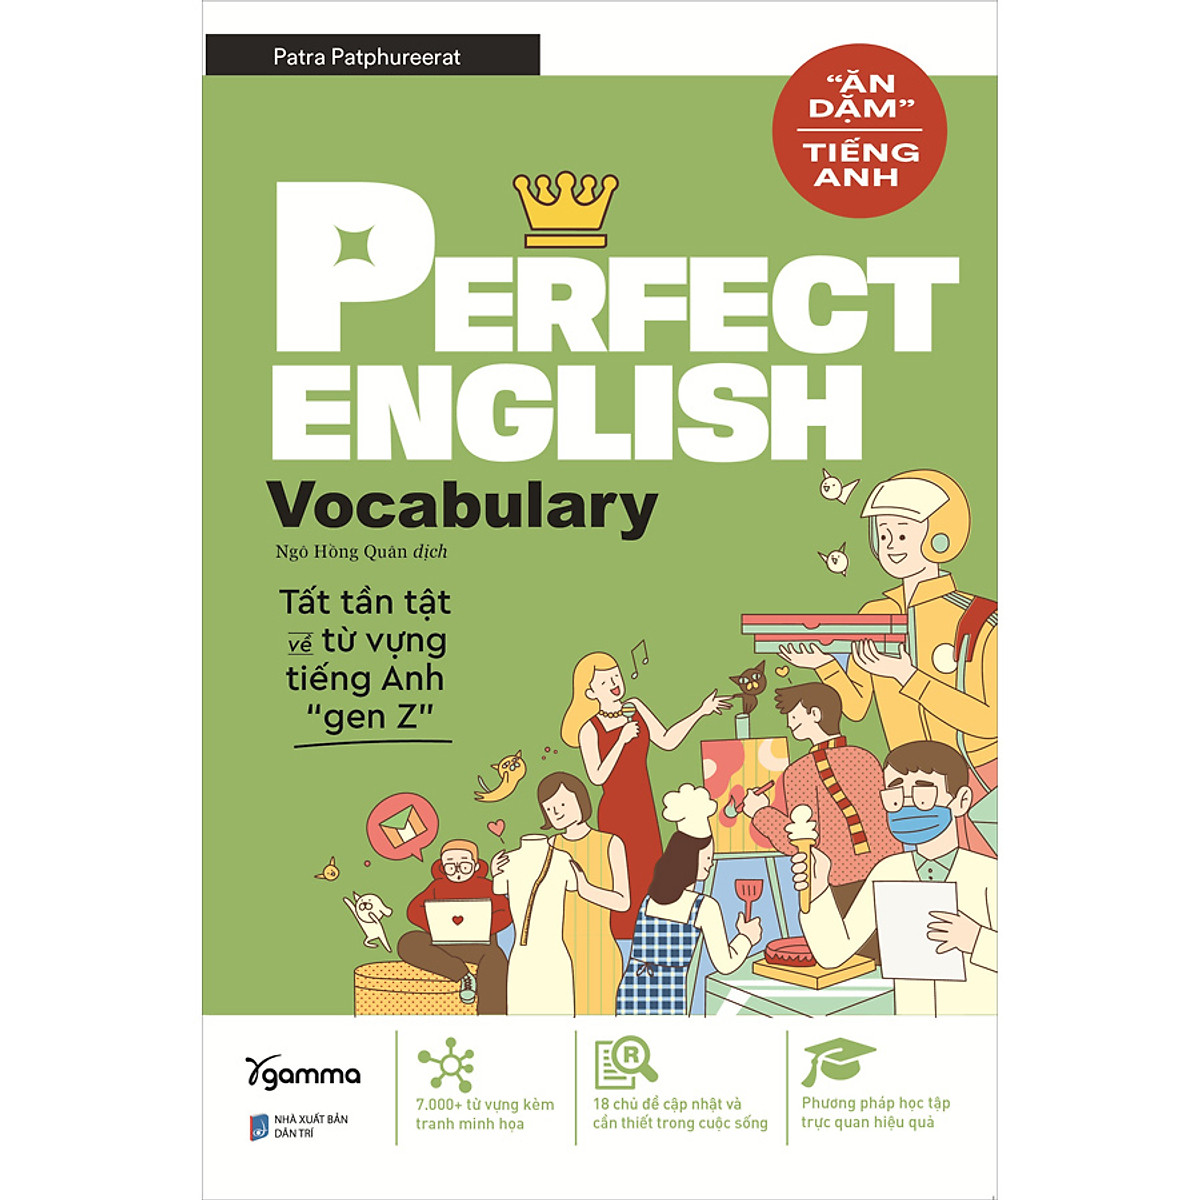 Patra Patphureerat
“ĂN
DẶM”
TIẾNG
ANH
PERFECT
ENGLISH
Vocabulary
Ngô Hồng Quân dịch
Tất tần tật
về từ vựng
tiếng Anh
“gen Z”
gamma
NHÀ XUẤT BẢN
DÂN TRÍ
7.000+ từ vựng kèm
tranh minh họa
R
18 chủ đề cập nhật và
cần thiết trong cuộc sống
Phương pháp học tập
trực quan hiệu quả